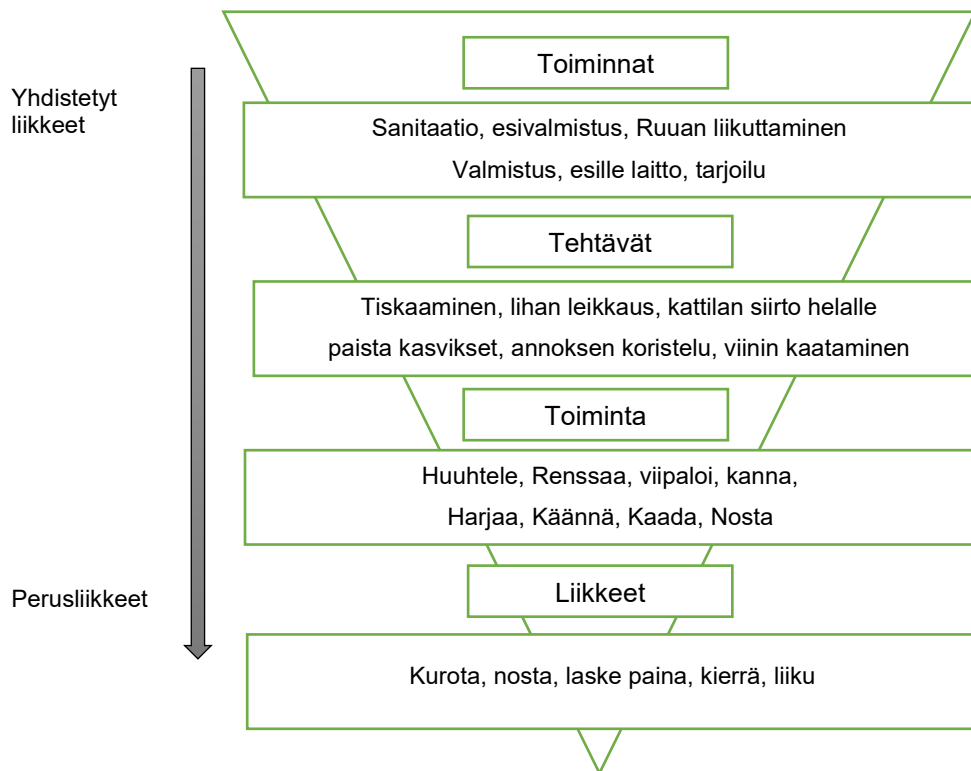 Toiminnat
Yhdistetyt
liikkeet
Sanitaatio, esivalmistus, Ruuan liikuttaminen
Valmistus, esille laitto, tarjoilu
Tehtävät
Tiskaaminen, lihan leikkaus, kattilan siirto helalle
paista kasvikset, annoksen koristelu, viinin kaataminen
Toiminta
Huuhtele, Renssaa, viipaloi, kanna,
Harjaa, Käännä, Kaada, Nosta
Perusliikkeet
Liikkeet
Kurota, nosta, laske paina, kierrä, liiku